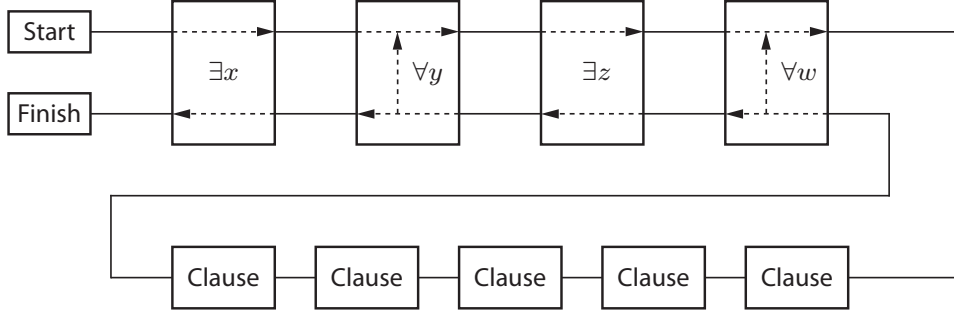 Start
∃x
∀y
∃z
∀w
Finish
Clause
Clause
Clause
Clause
Clause